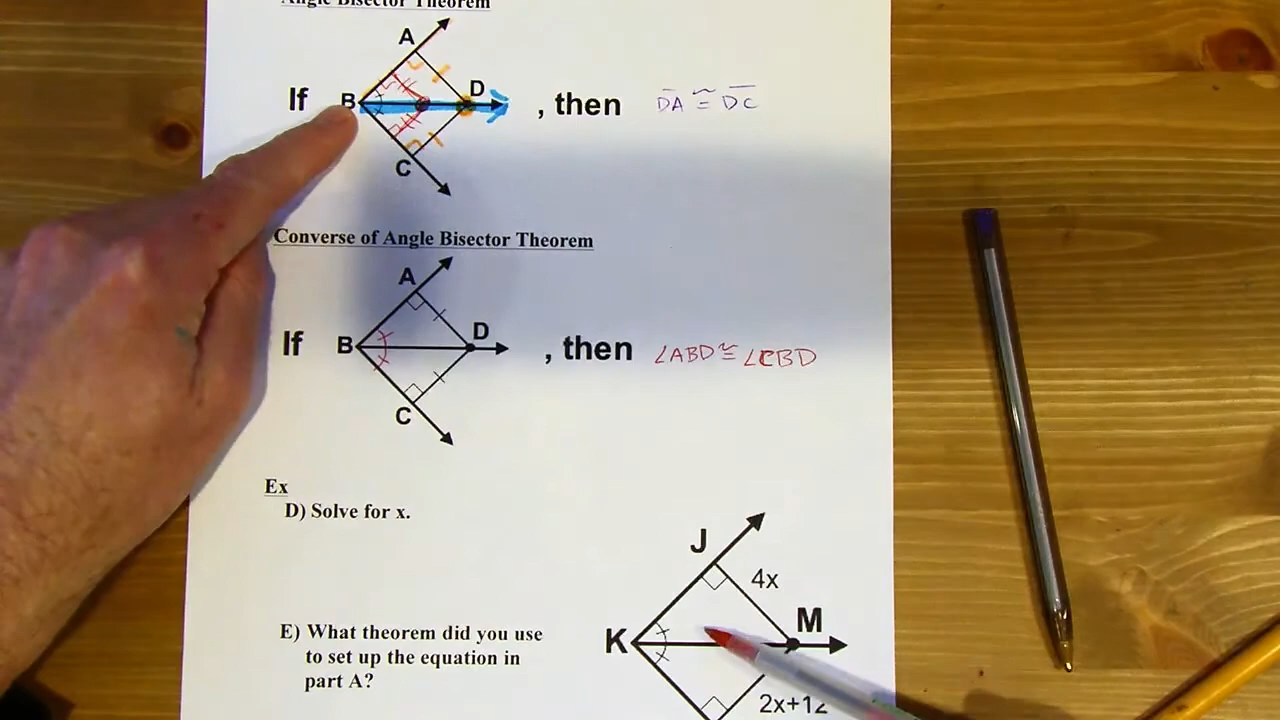 Angle Bisector Theorem
A
If B D , then DA ≅ DC
C
Converse of Angle Bisector Theorem
A
If B D , then ∠ABD ≅ ∠CBD
C
Ex
D) Solve for x.
J
4x
E) What theorem did you use
K M
to set up the equation in
part A?
2x+12